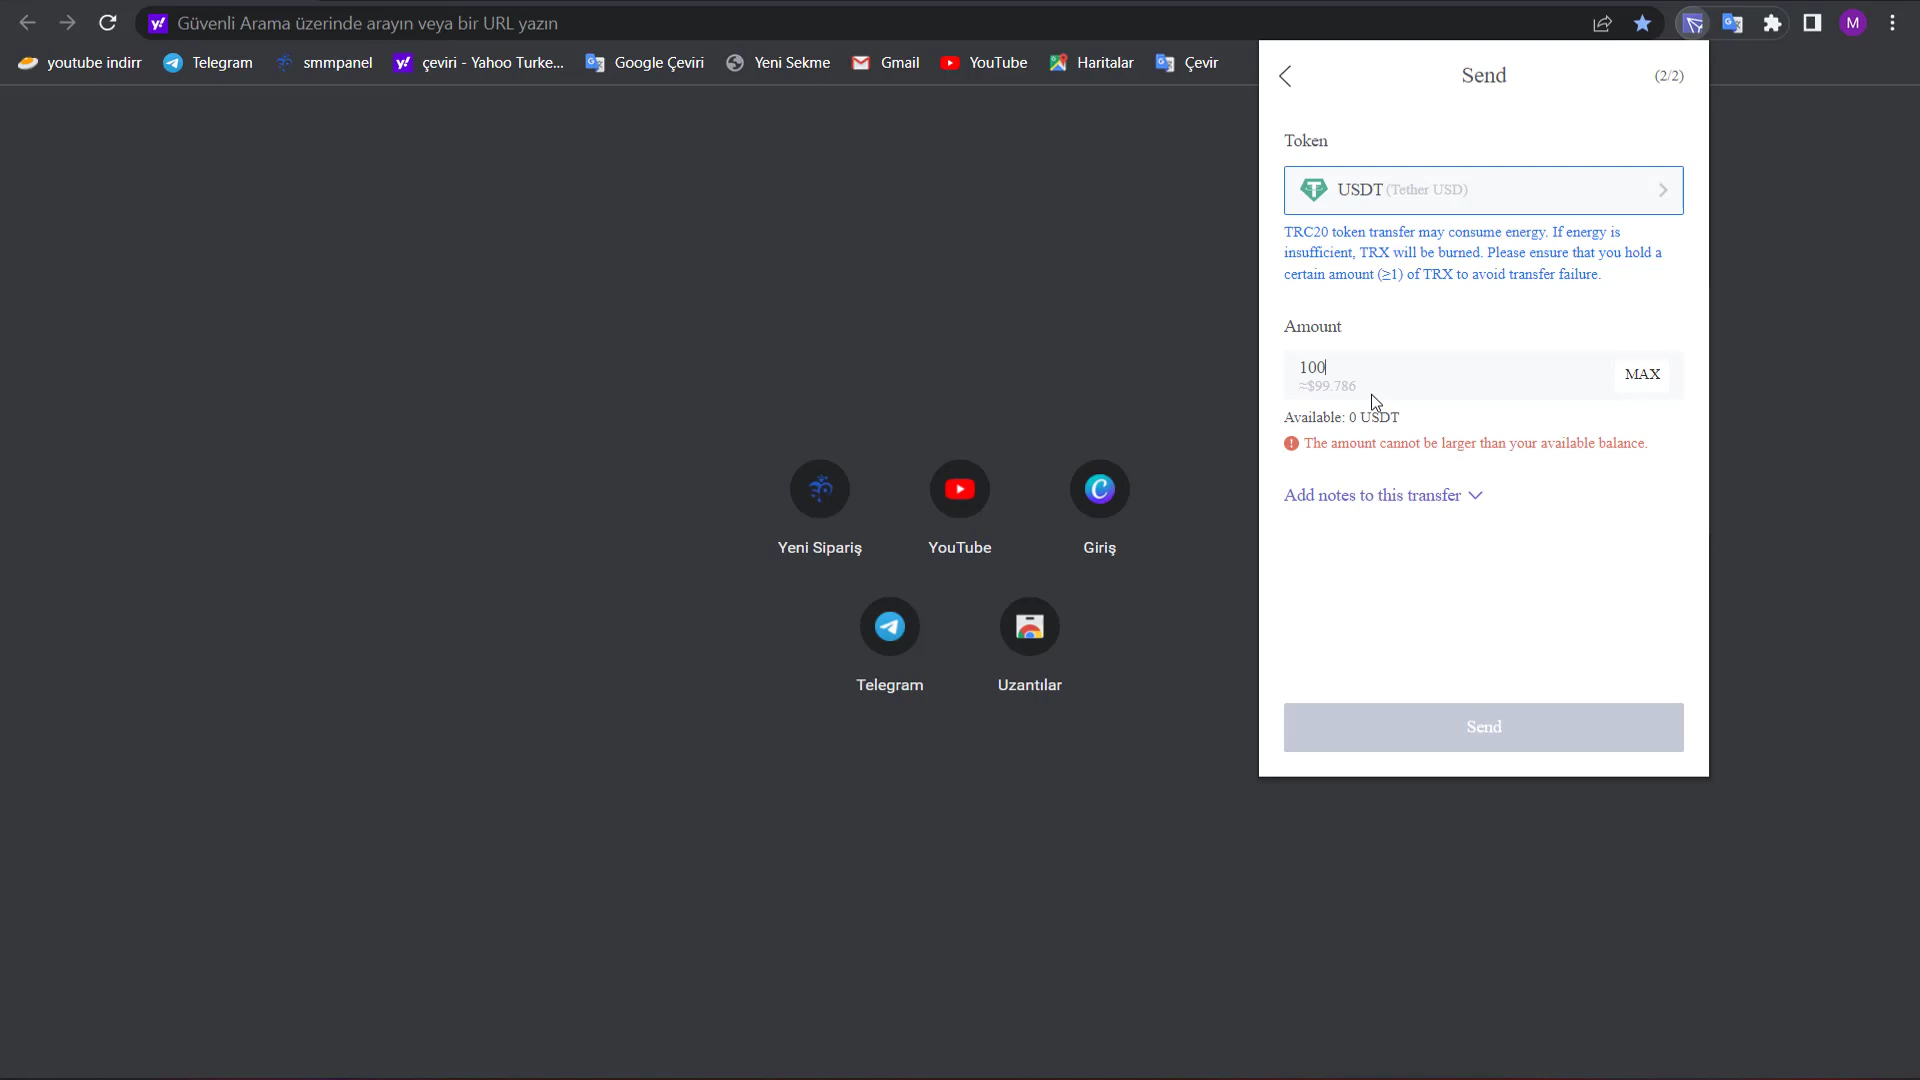 Güvenli Arama üzerinde arayın veya bir URL yazın
M
youtube indirr
Telegram
smmpanel
çeviri - Yahoo Turke...
Google Çeviri
Yeni Sekme
Gmail
YouTube
Haritalar
Çevir
Send
(2/2)
Token
USDT (Tether USD)
TRC20 token transfer may consume energy. If energy is
insufficient, TRX will be burned. Please ensure that you hold a
certain amount (≥1) of TRX to avoid transfer failure.
Amount
100
≈$99.786
MAX
Available: 0 USDT
The amount cannot be larger than your available balance.
Add notes to this transfer
Send
Yeni Sipariş
YouTube
Giriş
Telegram
Uzantılar